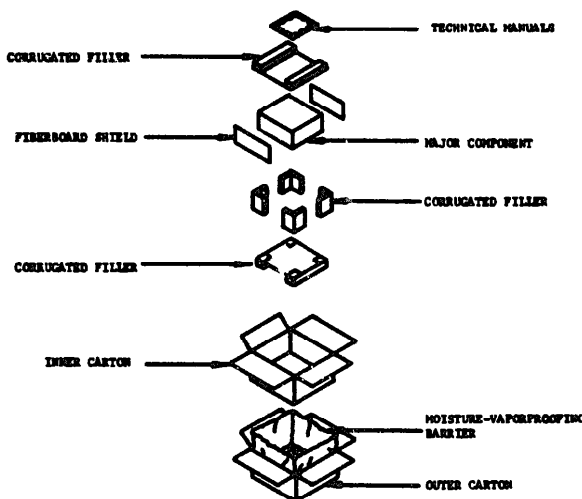 TECHNICAL MANUALS
CORRUGATED FILLER
FIBERBOARD SHIELD
MAJOR COMPONENT
CORRUGATED FILLER
CORRUGATED FILLER
INNER CARTON
MOISTURE-VAPORPROOFING
BARRIER
OUTER CARTON